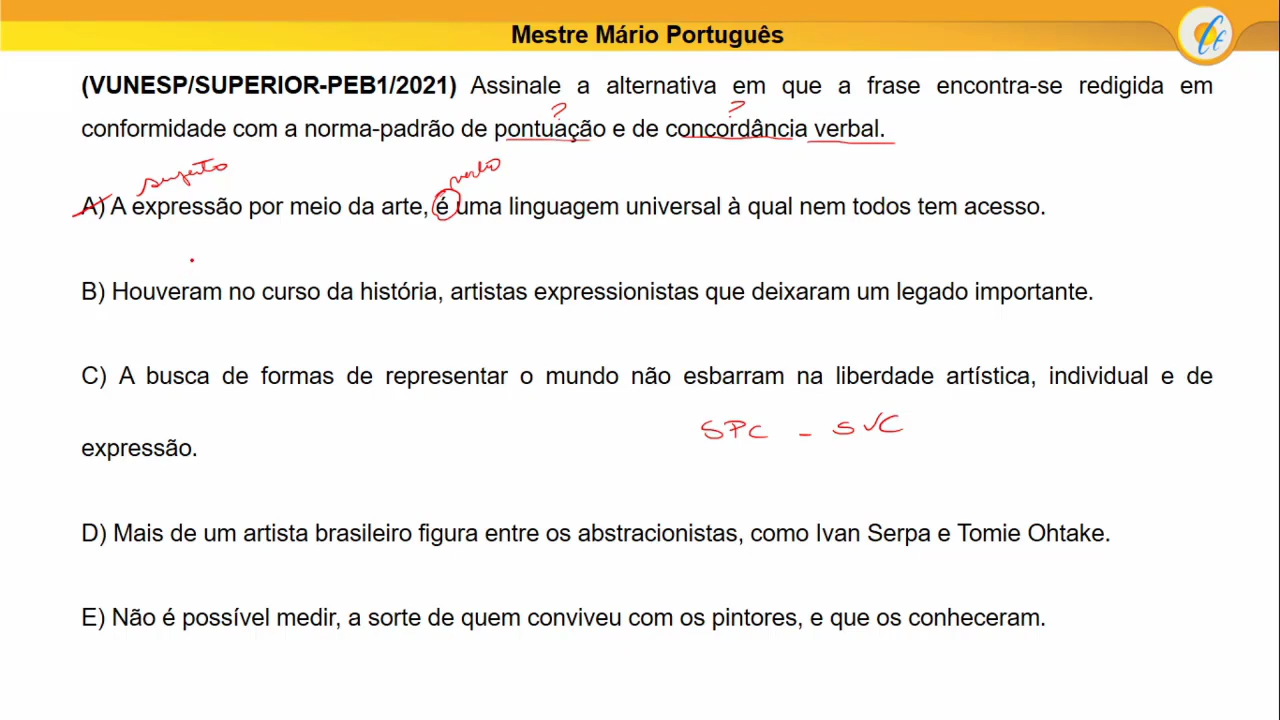 Mestre Mário Português
(VUNESP/SUPERIOR-PEB1/2021) Assinale a alternativa em que a frase encontra-se redigida em
? ?
conformidade com a norma-padrão de pontuação e de concordância verbal.
sujeito verbo
A) A expressão por meio da arte, é uma linguagem universal à qual nem todos tem acesso.
B) Houveram no curso da história, artistas expressionistas que deixaram um legado importante.
C) A busca de formas de representar o mundo não esbarram na liberdade artística, individual e de
SPC - SVC
expressão.
D) Mais de um artista brasileiro figura entre os abstracionistas, como Ivan Serpa e Tomie Ohtake.
E) Não é possível medir, a sorte de quem conviveu com os pintores, e que os conheceram.